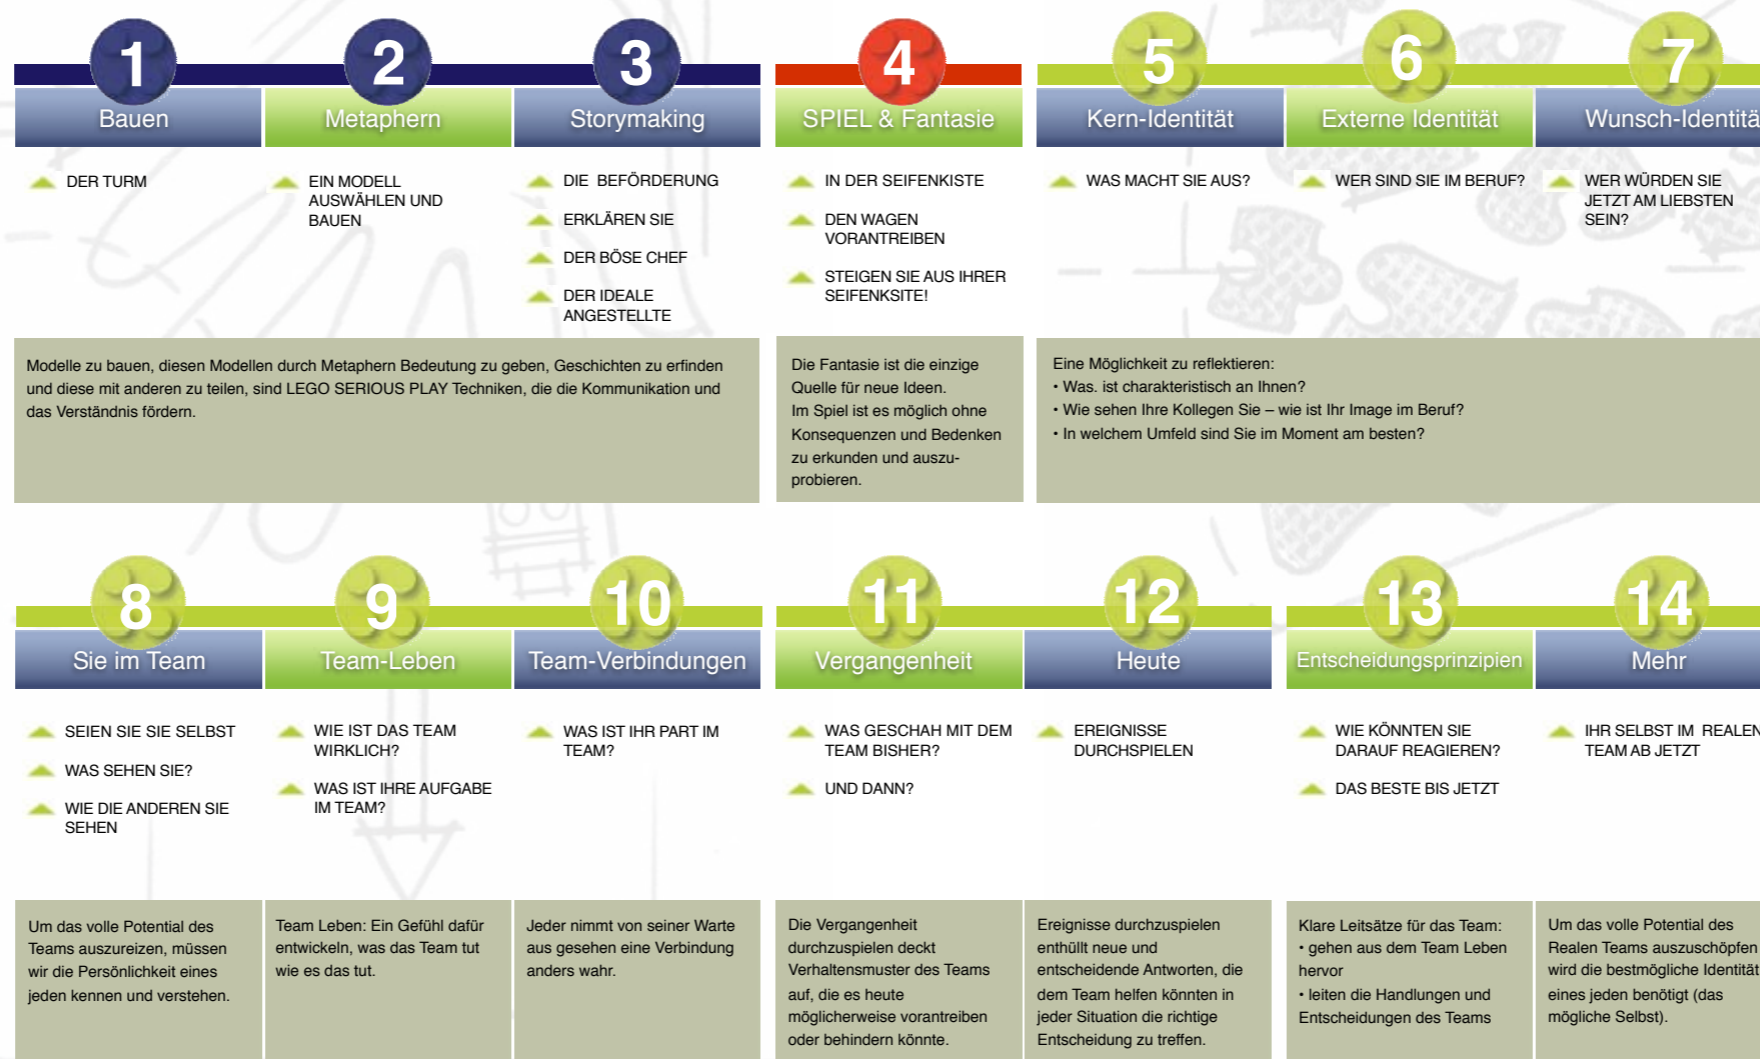 1
Bauen
2
Metaphern
3
Storymaking
4
SPIEL & Fantasie
5
Kern-Identität
6
Externe Identität
7
Wunsch-Identitä
DER TURM
EIN MODELL
AUSWÄHLEN UND
BAUEN
DIE BEFÖRDERUNG
ERKLÄREN SIE
DER BÖSE CHEF
DER IDEALE
ANGESTELLTE
IN DER SEIFENKISTE
DEN WAGEN
VORANTREIBEN
STEIGEN SIE AUS IHRER
SEIFENKSITE!
WAS MACHT SIE AUS?
WER SIND SIE IM BERUF?
WER WÜRDEN SIE
JETZT AM LIEBSTEN
SEIN?
Modelle zu bauen, diesen Modellen durch Metaphern Bedeutung zu geben, Geschichten zu erfinden
und diese mit anderen zu teilen, sind LEGO SERIOUS PLAY Techniken, die die Kommunikation und
das Verständnis fördern.
Die Fantasie ist die einzige
Quelle für neue Ideen.
Im Spiel ist es möglich ohne
Konsequenzen und Bedenken
zu erkunden und auszu-
probieren.
Eine Möglichkeit zu reflektieren:
• Was. ist charakteristisch an Ihnen?
• Wie sehen Ihre Kollegen Sie – wie ist Ihr Image im Beruf?
• In welchem Umfeld sind Sie im Moment am besten?
8
Sie im Team
9
Team-Leben
10
Team-Verbindungen
11
Vergangenheit
12
Heute
13
Entscheidungsprinzipien
14
Mehr
SEIEN SIE SIE SELBST
WAS SEHEN SIE?
WIE DIE ANDEREN SIE
SEHEN
WIE IST DAS TEAM
WIRKLICH?
WAS IST IHRE AUFGABE
IM TEAM?
WAS IST IHR PART IM
TEAM?
WAS GESCHAH MIT DEM
TEAM BISHER?
UND DANN?
EREIGNISSE
DURCHSPIELEN
WIE KÖNNTEN SIE
DARAUF REAGIEREN?
DAS BESTE BIS JETZT
IHR SELBST IM REALEN
TEAM AB JETZT
Um das volle Potential des
Teams auszureizen, müssen
wir die Persönlichkeit eines
jeden kennen und verstehen.
Team Leben: Ein Gefühl dafür
entwickeln, was das Team tut
wie es das tut.
Jeder nimmt von seiner Warte
aus gesehen eine Verbindung
anders wahr.
Die Vergangenheit
durchzuspielen deckt
Verhaltensmuster des Teams
auf, die es heute
möglicherweise vorantreiben
oder behindern könnte.
Ereignisse durchzuspielen
enthüllt neue und
entscheidende Antworten, die
dem Team helfen könnten in
jeder Situation die richtige
Entscheidung zu treffen.
Klare Leitsätze für das Team:
• gehen aus dem Team Leben
hervor
• leiten die Handlungen und
Entscheidungen des Teams
Um das volle Potential des
Realen Teams auszuschöpfen
wird die bestmögliche Identität
eines jeden benötigt (das
mögliche Selbst).